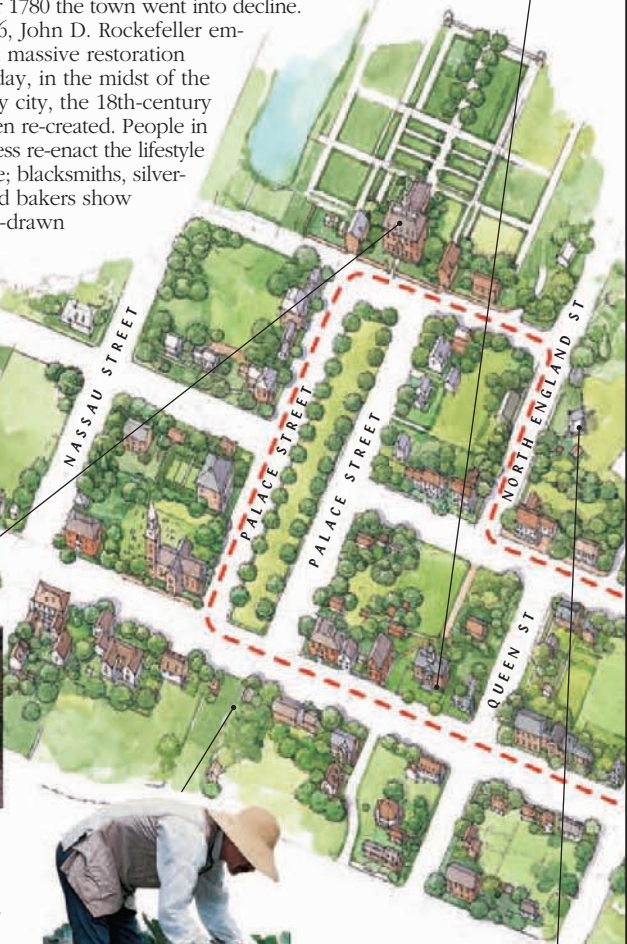 1780 the town went into decline.
6, John D. Rockefeller em-
massive restoration
day, in the midst of the
y city, the 18th-century
en re-created. People in
ess re-enact the lifestyle
e; blacksmiths, silver-
d bakers show
-drawn
NASSAU STREET
PALACE STREET
PALACE STREET
NORTH ENGLAND ST
QUEEN ST